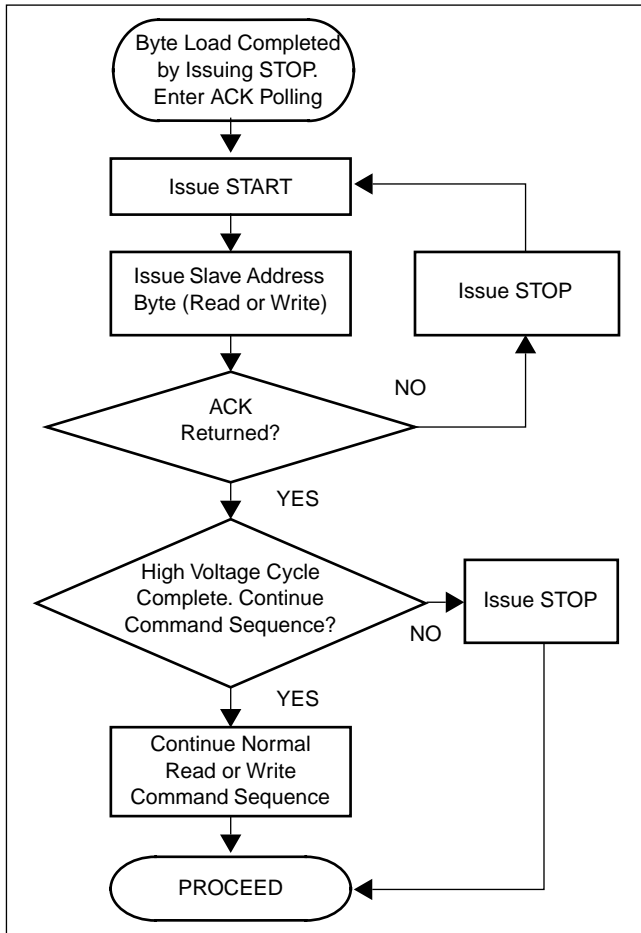 Byte Load Completed
by Issuing STOP.
Enter ACK Polling
Issue START
Issue Slave Address
Byte (Read or Write)
Issue STOP
NO
ACK
Returned?
YES
High Voltage Cycle
Complete. Continue
Command Sequence?
Issue STOP
NO
YES
Continue Normal
Read or Write
Command Sequence
PROCEED